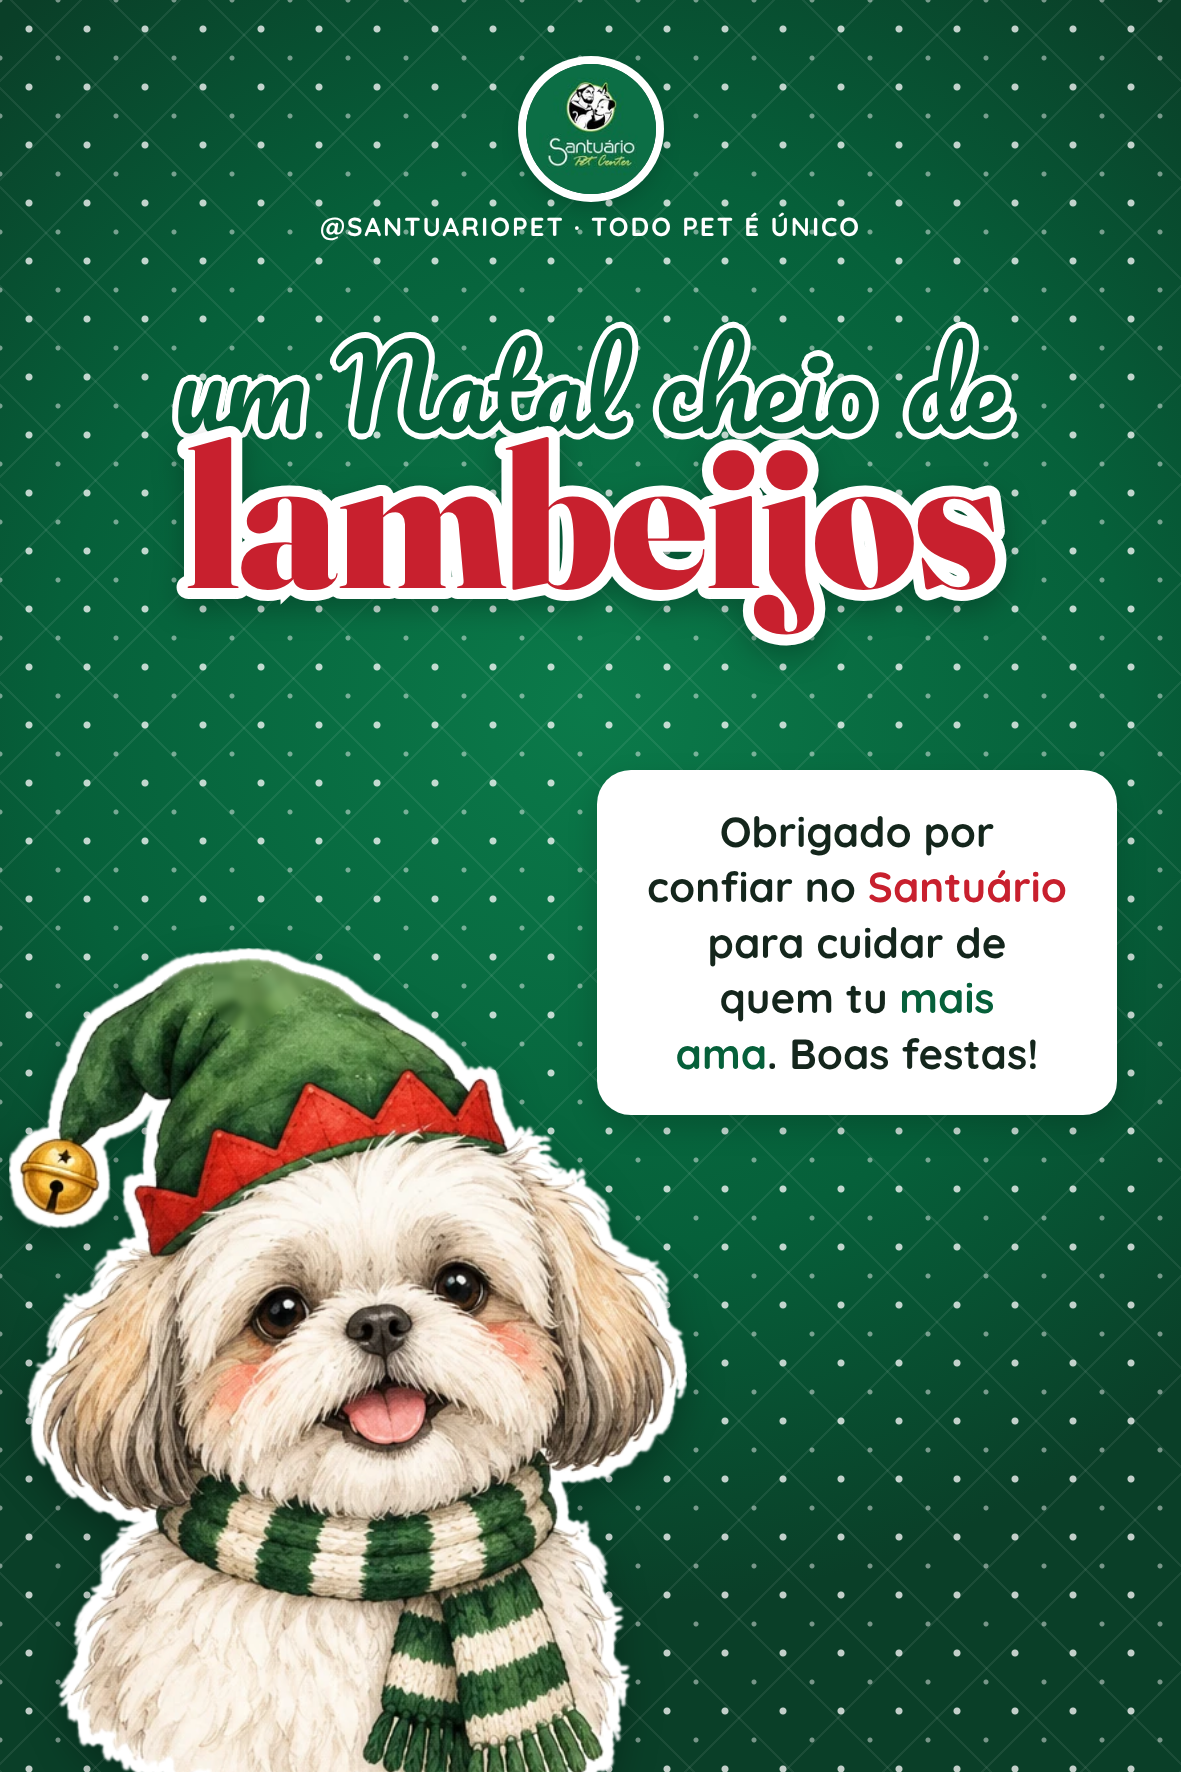 Santuário
Pet Center
@SANTUARIOPET · TODO PET É ÚNICO
um Natal cheio de
lambeijos
Obrigado por
confiar no Santuário
para cuidar de
quem tu mais
ama. Boas festas!